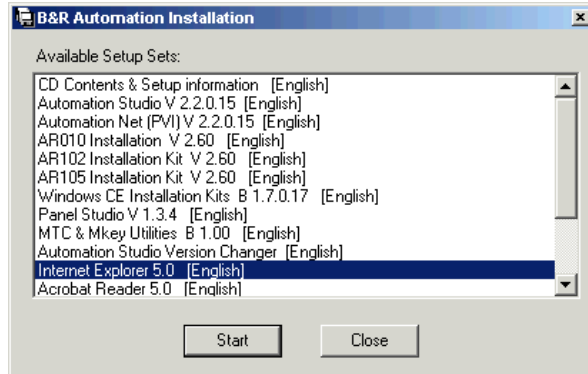 B&R Automation Installation
Available Setup Sets:
CD Contents & Setup information [English]
Automation Studio V 2.2.0.15 [English]
Automation Net (PVI) V 2.2.0.15 [English]
AR010 Installation V 2.60 [English]
AR102 Installation Kit V 2.60 [English]
AR105 Installation Kit V 2.60 [English]
Windows CE Installation Kits B 1.7.0.17 [English]
Panel Studio V 1.3.4 [English]
MTC & Mkey Utilities B 1.00 [English]
Automation Studio Version Changer [English]
Internet Explorer 5.0 [English]
Acrobat Reader 5.0 [English]
Start Close